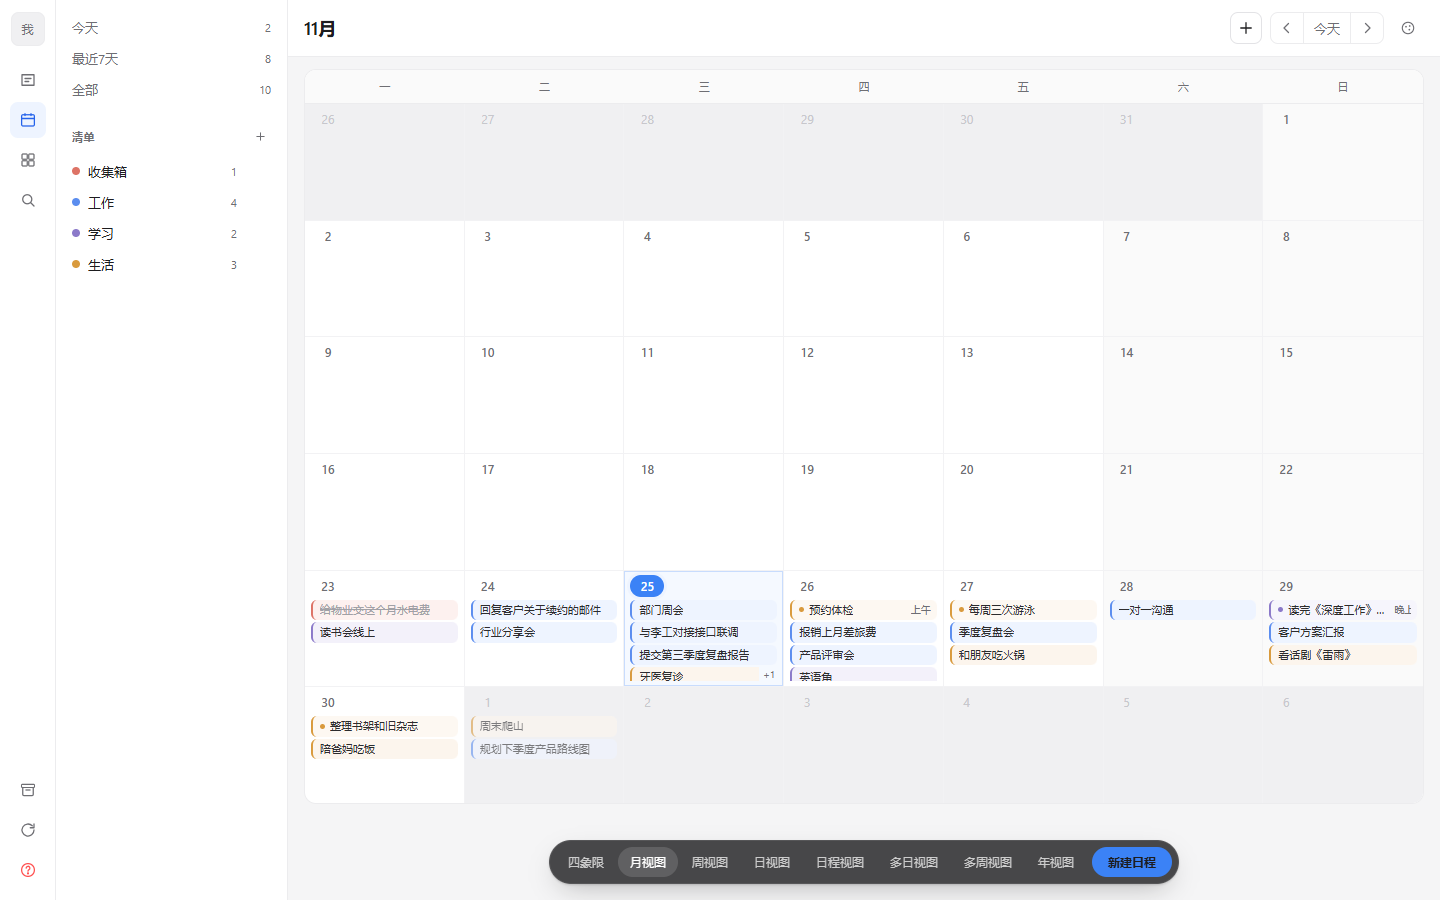 我
今天 2
最近7天 8
全部 10
清单
收集箱 1
工作 4
学习 2
生活 3
11月
今天
一 二 三 四 五 六 日
26 27 28 29 30 31 1
2 3 4 5 6 7 8
9 10 11 12 13 14 15
16 17 18 19 20 21 22
23
给物业交这个月水电费
读书会线上
24
回复客户关于续约的邮件
行业分享会
25
部门周会
与李工对接接口联调
提交第三季度复盘报告
牙医复诊 +1
26
预约体检 上午
报销上月差旅费
产品评审会
英语角
27
每周三次游泳
季度复盘会
和朋友吃火锅
28
一对一沟通
29
读完《深度工作》... 晚上
客户方案汇报
看话剧《雷雨》
30
整理书架和旧杂志
陪爸妈吃饭
1
周末爬山
规划下季度产品路线图
2 3 4 5 6
四象限 月视图 周视图 日视图 日程视图 多日视图 多周视图 年视图 新建日程